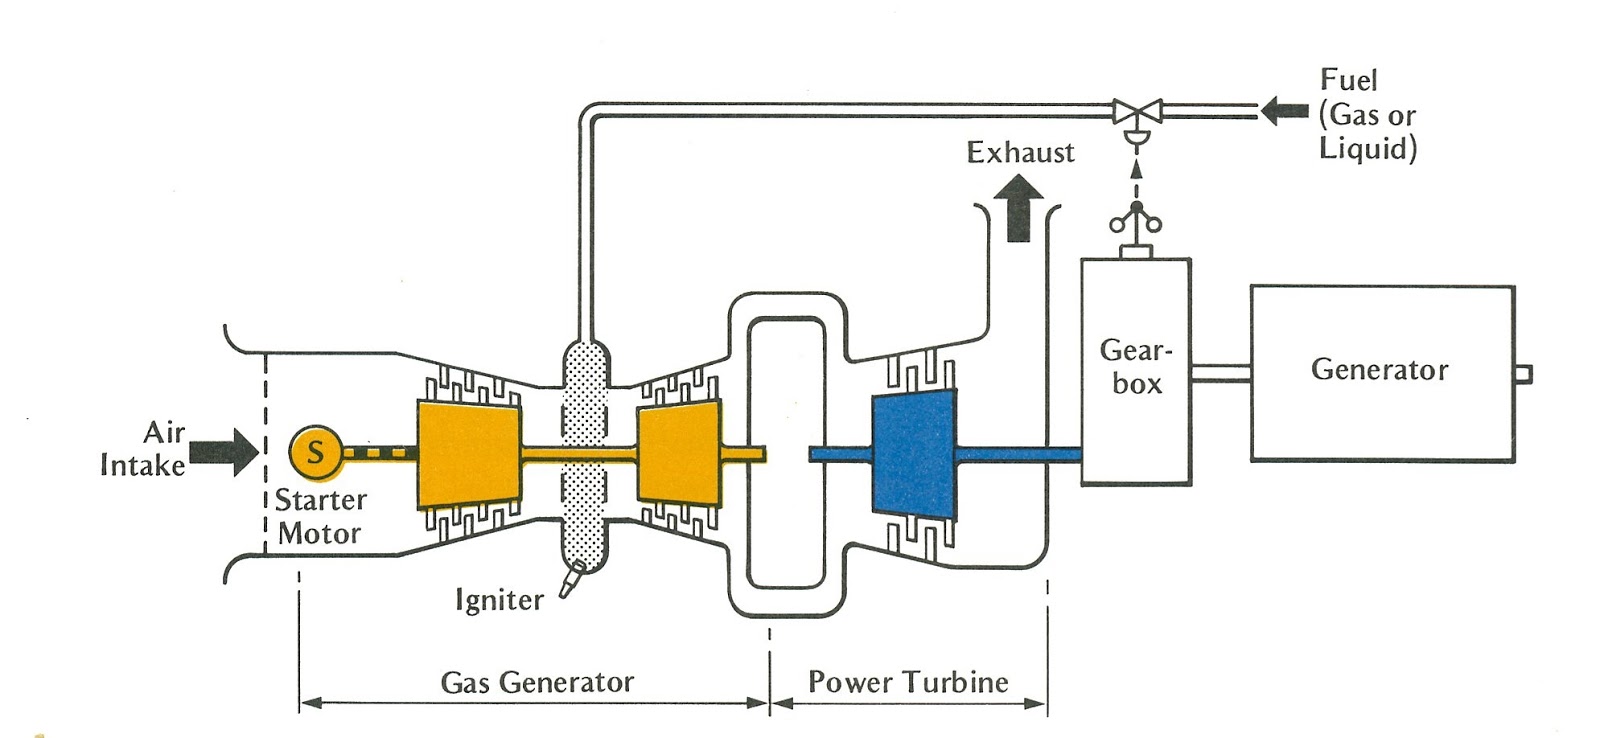 Fuel
(Gas or
Liquid)
Exhaust
Gear-
box
Generator
Air
Intake
S
Starter
Motor
Igniter
Gas Generator
Power Turbine